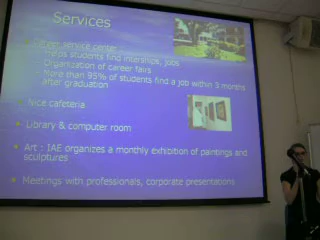 Services
Career service center :
- Helps students find interships, jobs
- Organization of career fairs
- More than 95% of students find a job within 3 months
after graduation
Nice cafeteria
Library & computer room
Art : IAE organizes a monthly exhibition of paintings and
sculptures
Meetings with professionals, corporate presentations